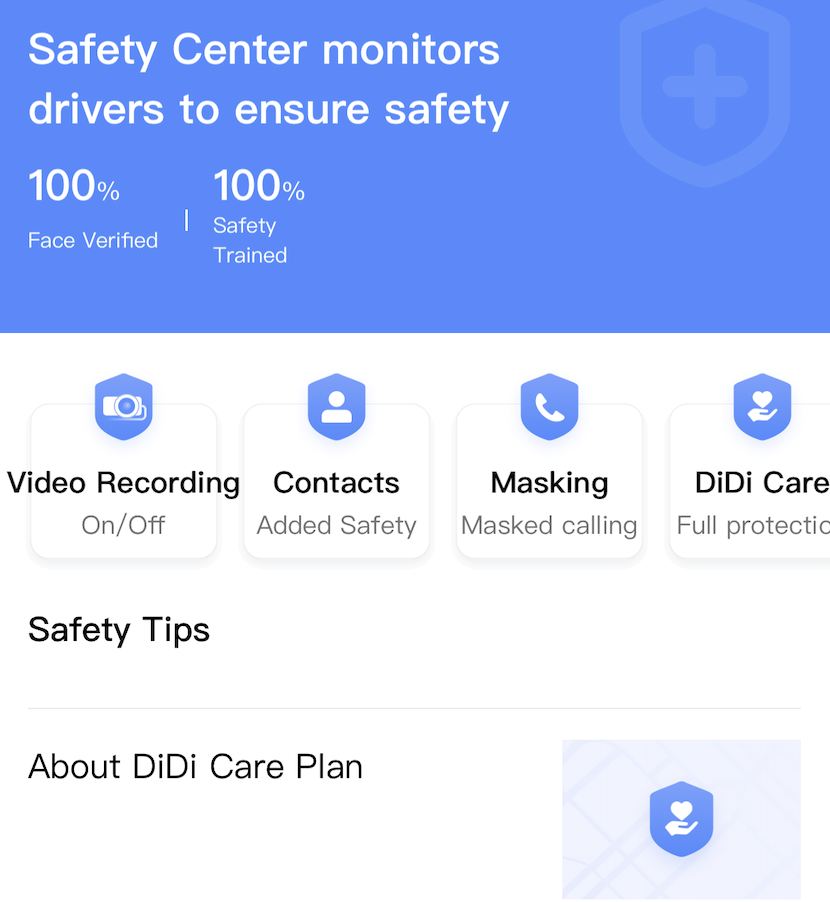 Safety Center monitors
drivers to ensure safety
100% 100%
Face Verified
Safety
Trained
Video Recording
On/Off
Contacts
Added Safety
Masking
Masked calling
DiDi Care
Full protectio
Safety Tips
About DiDi Care Plan